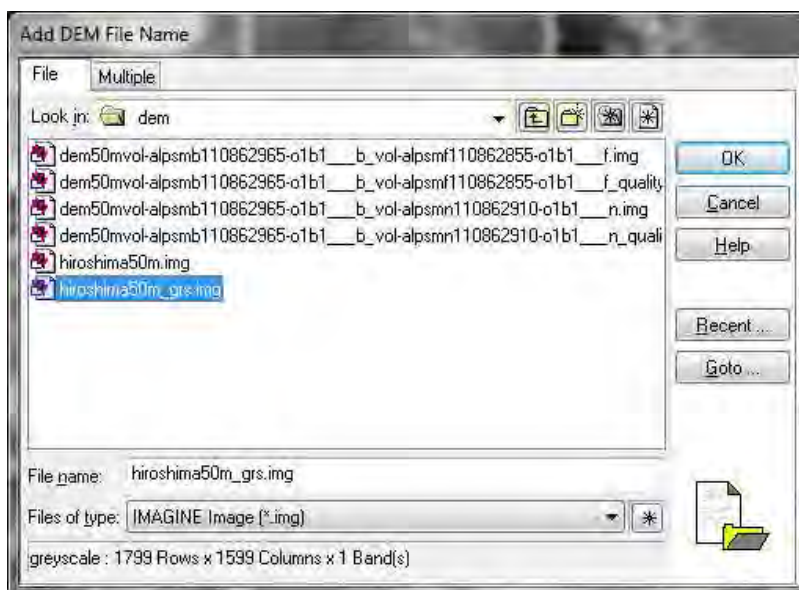 Add DEM File Name
File Multiple
Look in: dem
dem50mvol-alpsmb110862965-o1b1___b_vol-alpsmf110862855-o1b1___f.img
dem50mvol-alpsmb110862965-o1b1___b_vol-alpsmf110862855-o1b1___f_quality
dem50mvol-alpsmb110862965-o1b1___b_vol-alpsmn110862910-o1b1___n.img
dem50mvol-alpsmb110862965-o1b1___b_vol-alpsmn110862910-o1b1___n_quali
hiroshima50m.img
hiroshima50m_grs.img
OK
Cancel
Help
Recent ...
Goto ...
File name: hiroshima50m_grs.img
Files of type: IMAGINE Image (*.img)
greyscale : 1799 Rows x 1599 Columns x 1 Band(s)